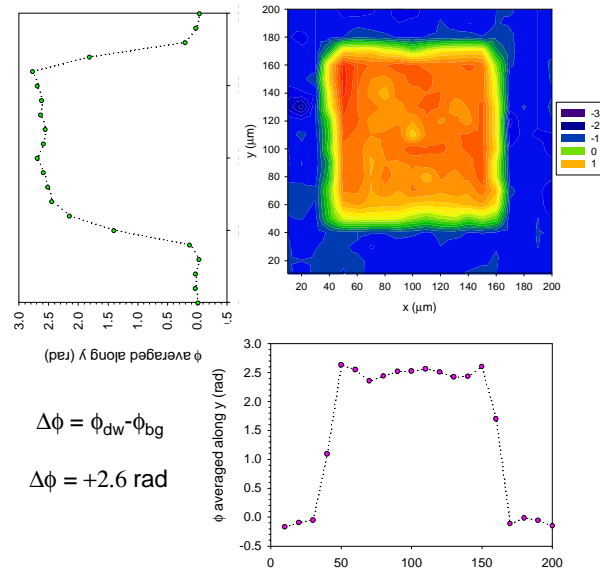 200
180
160
140
120
100
80
60
40
20
y (µm)
20 40 60 80 100 120 140 160 180 200
x (µm)
-3
-2
-1
0
1
3.0 2.5 2.0 1.5 1.0 0.5 0.0 .5
ϕ averaged along y (rad)
Δϕ = ϕdw-ϕbg
Δϕ = +2.6 rad
3.0
2.5
2.0
1.5
1.0
0.5
0.0
-0.5
ϕ averaged along y (rad)
0 50 100 150 200